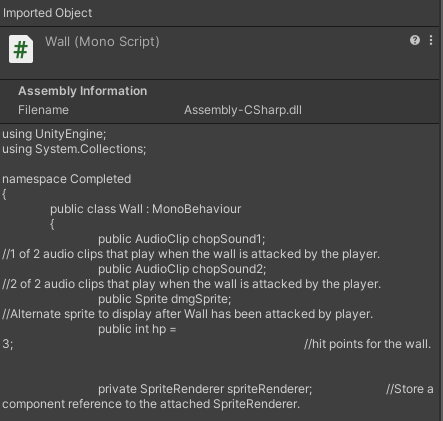 Imported Object
Wall (Mono Script)
Assembly Information
Filename Assembly-CSharp.dll
using UnityEngine;
using System.Collections;
namespace Completed
{
public class Wall : MonoBehaviour
{
public AudioClip chopSound1;
//1 of 2 audio clips that play when the wall is attacked by the player.
public AudioClip chopSound2;
//2 of 2 audio clips that play when the wall is attacked by the player.
public Sprite dmgSprite;
//Alternate sprite to display after Wall has been attacked by player.
public int hp =
3; //hit points for the wall.
private SpriteRenderer spriteRenderer; //Store a
component reference to the attached SpriteRenderer.